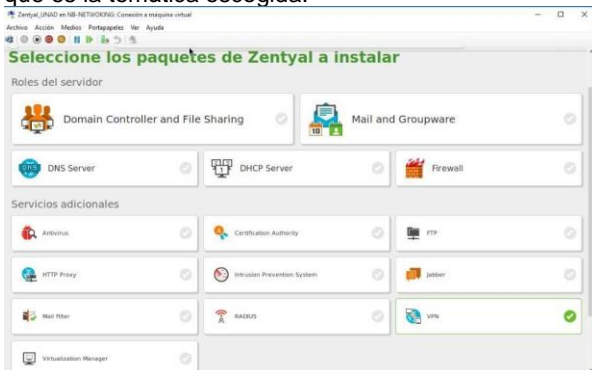 que es la temática escogida.
Zentyal_UNAD en NB-NETWOKING: Conexión a máquina virtual
Archivo Acción Medios Portapapeles Ver Ayuda
Seleccione los paquetes de Zentyal a instalar
Roles del servidor
Domain Controller and File Sharing
Mail and Groupware
DNS Server
DHCP Server
Firewall
Servicios adicionales
Antivirus
Certification Authority
FTP
HTTP Proxy
Intrusion Prevention System
Jabber
Mail Filter
RADIUS
VPN
Virtualization Manager